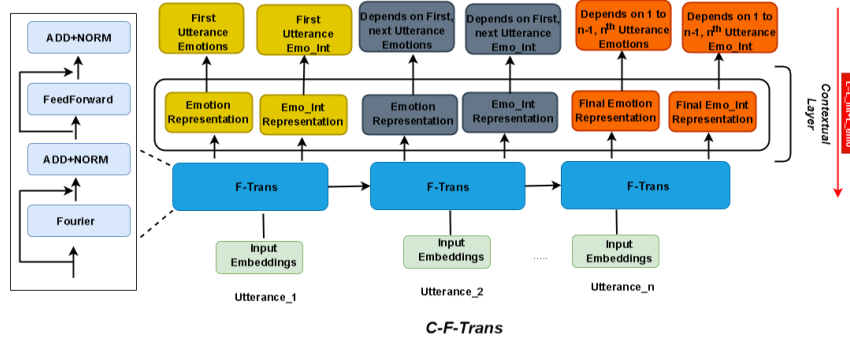 ADD+NORM
FeedForward
ADD+NORM
Fourier
First
Utterance
Emotions
First
Utterance
Emo_Int
Depends on First,
next Utterance
Emotions
Depends on First,
next Utterance
Emo_Int
Depends on 1 to
n-1, nth Utterance
Emotions
Depends on 1 to
n-1, nth Utterance
Emo_Int
Emotion
Representation
Emo_Int
Representation
Emotion
Representation
Emo_Int
Representation
Final Emotion
Representation
Final Emo_Int
Representation
Contextual
Layer
F-Trans
F-Trans
F-Trans
Input
Embeddings
Input
Embeddings
.....
Input
Embeddings
Utterance_1
Utterance_2
Utterance_n
C-F-Trans